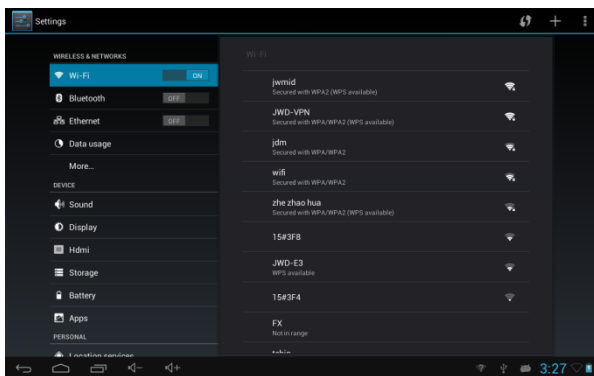 Settings
WIRELESS & NETWORKS
Wi-Fi
ON
Bluetooth
OFF
Ethernet
OFF
Data usage
More...
DEVICE
Sound
Display
Hdmi
Storage
Battery
Apps
PERSONAL
Location services
Wi-Fi
jwmid
Secured with WPA2 (WPS available)
JWD-VPN
Secured with WPA/WPA2 (WPS available)
jdm
Secured with WPA/WPA2
wifi
Secured with WPA/WPA2
zhe zhao hua
Secured with WPA/WPA2 (WPS available)
15#3F8
JWD-E3
WPS available
15#3F4
FX
Not in range
3:27